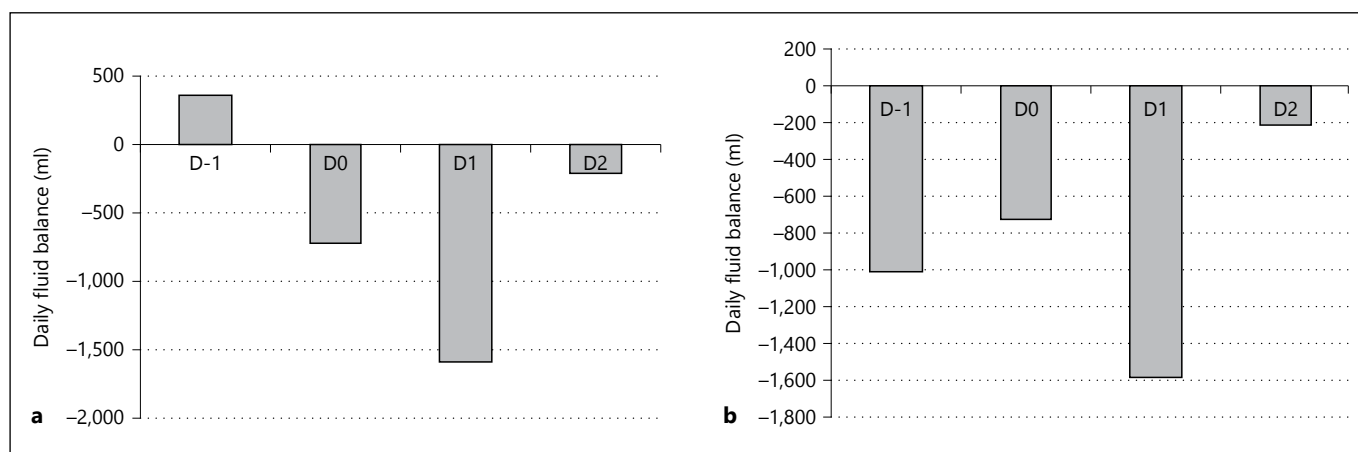 Daily fluid balance (ml)
500
0
–500
–1,000
–1,500
–2,000
D-1
D0
D1
D2
a
Daily fluid balance (ml)
200
0
–200
–400
–600
–800
–1,000
–1,200
–1,400
–1,600
–1,800
D-1
D0
D1
D2
b